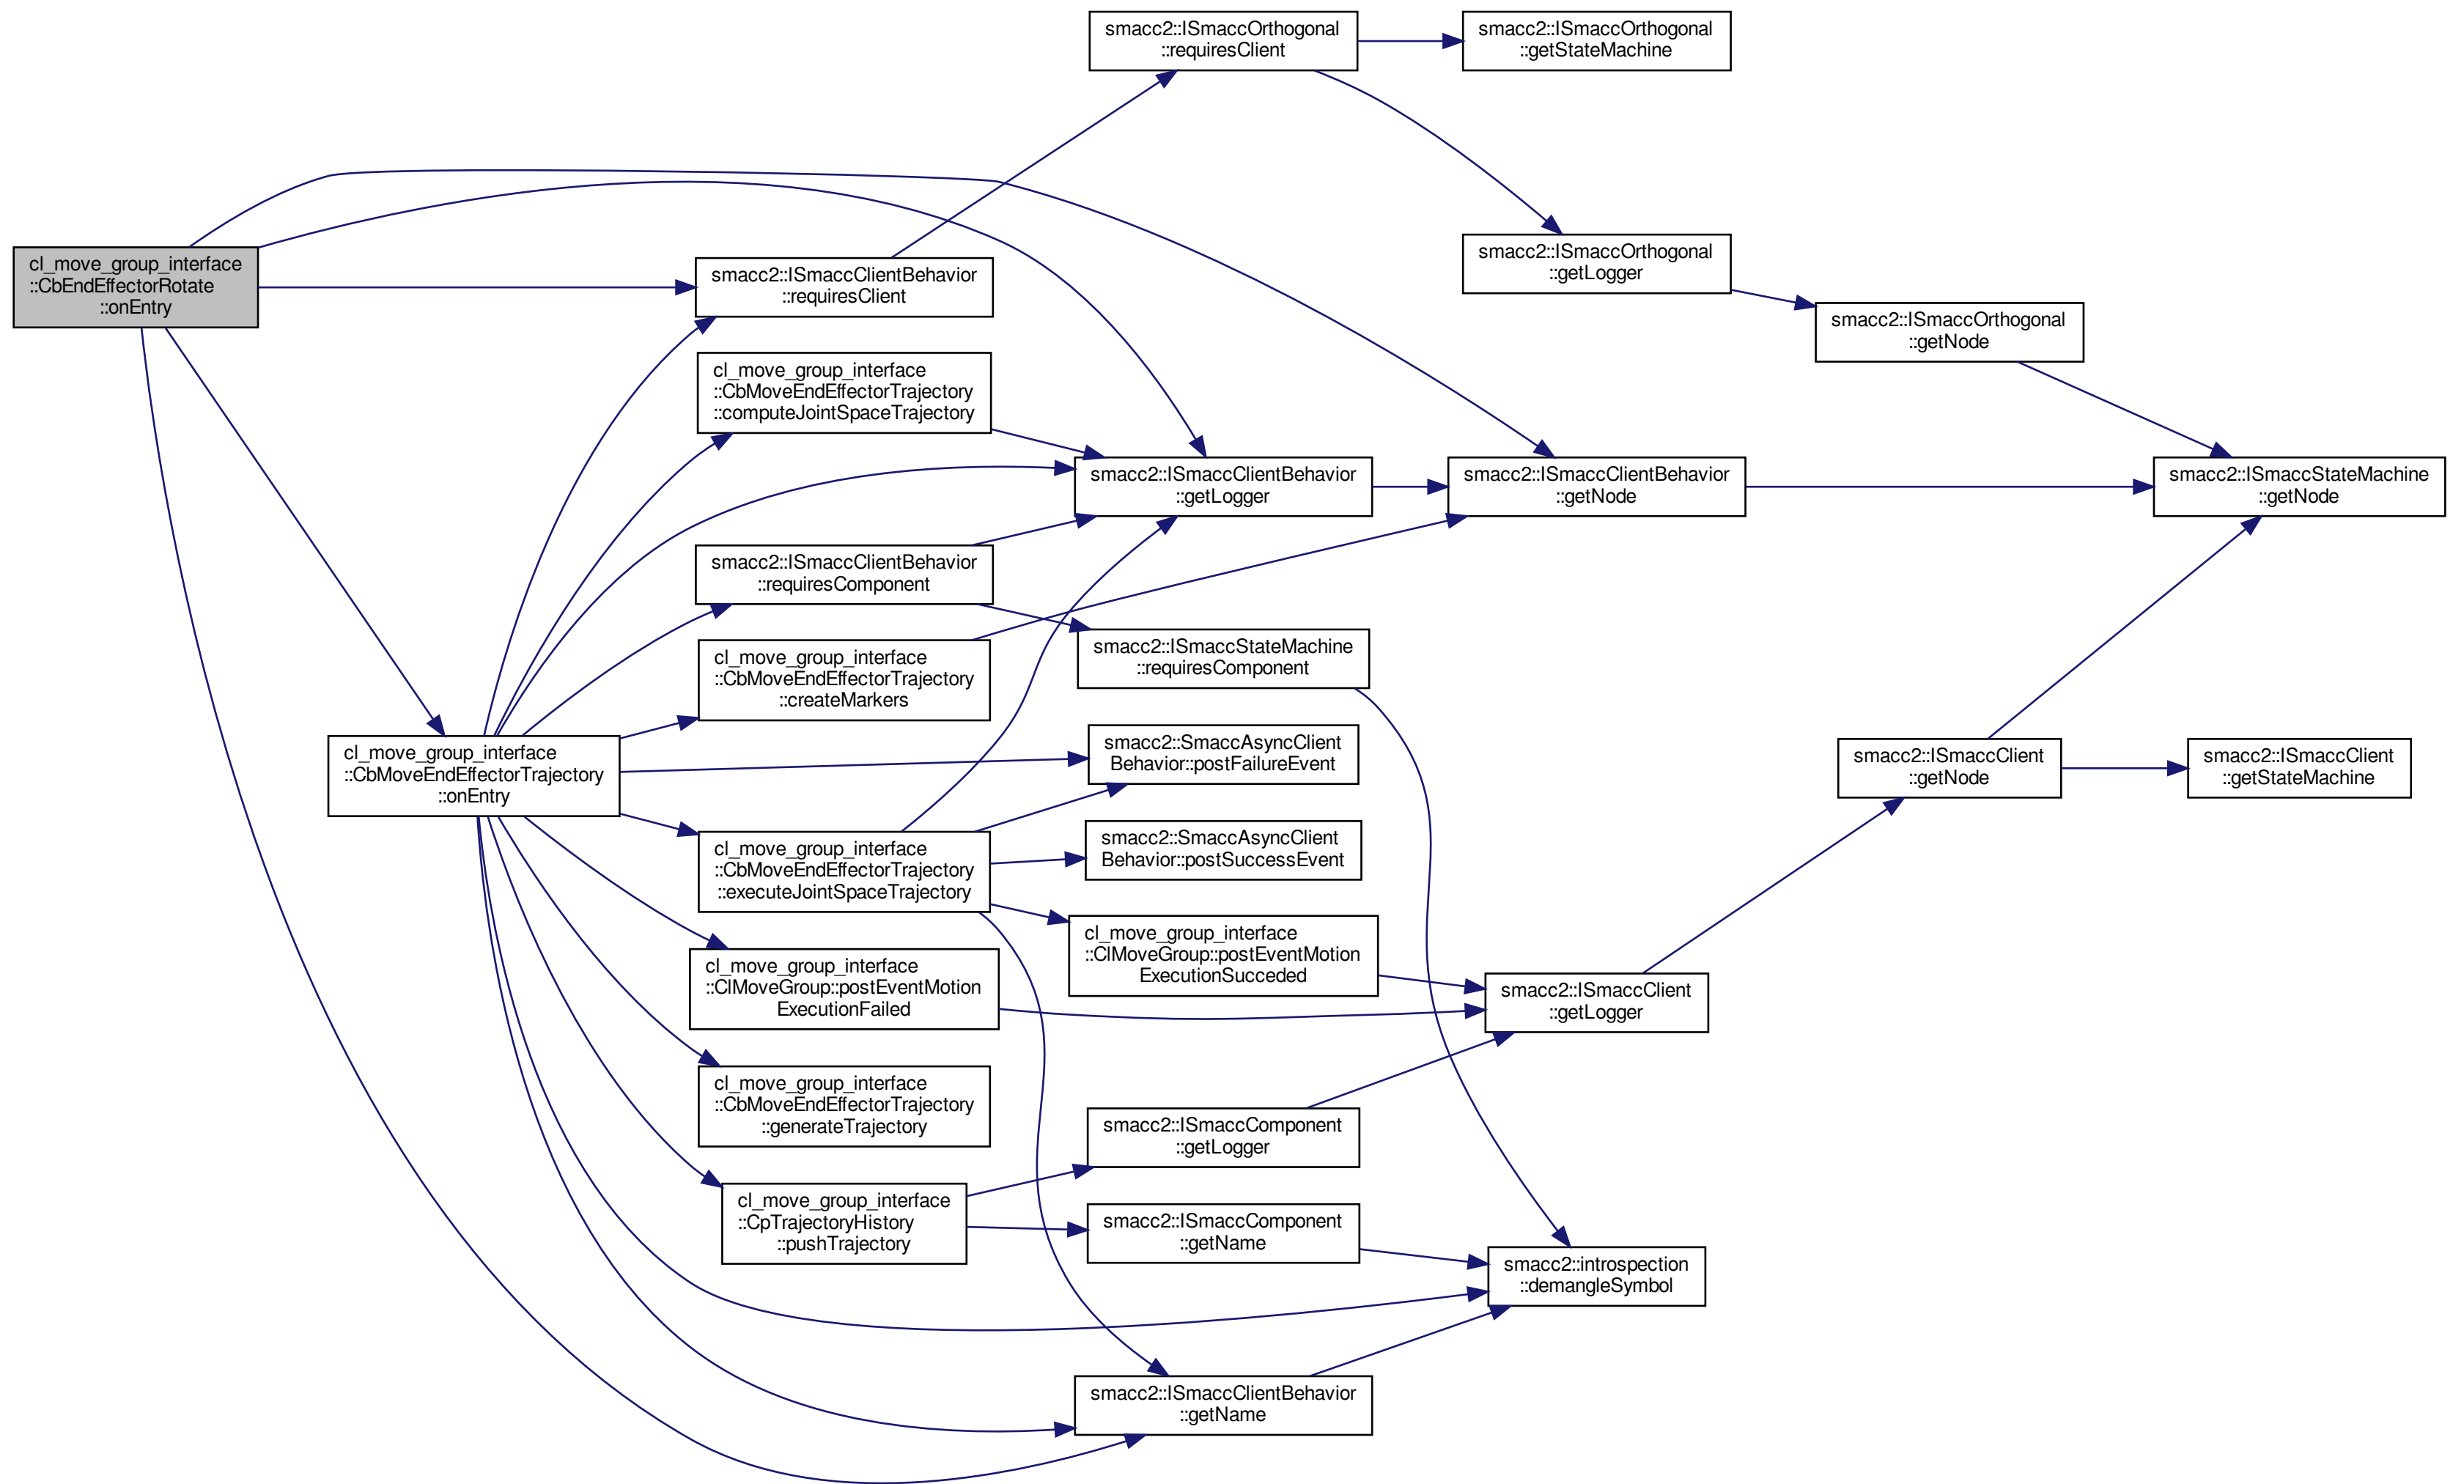 cl_move_group_interface
::CbEndEffectorRotate
::onEntry
cl_move_group_interface
::CbMoveEndEffectorTrajectory
::onEntry
smacc2::ISmaccClientBehavior
::requiresClient
cl_move_group_interface
::CbMoveEndEffectorTrajectory
::computeJointSpaceTrajectory
smacc2::ISmaccClientBehavior
::requiresComponent
cl_move_group_interface
::CbMoveEndEffectorTrajectory
::createMarkers
cl_move_group_interface
::CbMoveEndEffectorTrajectory
::executeJointSpaceTrajectory
cl_move_group_interface
::ClMoveGroup::postEventMotion
ExecutionFailed
cl_move_group_interface
::CbMoveEndEffectorTrajectory
::generateTrajectory
cl_move_group_interface
::CpTrajectoryHistory
::pushTrajectory
smacc2::ISmaccOrthogonal
::requiresClient
smacc2::ISmaccClientBehavior
::getLogger
smacc2::ISmaccStateMachine
::requiresComponent
smacc2::SmaccAsyncClient
Behavior::postFailureEvent
smacc2::SmaccAsyncClient
Behavior::postSuccessEvent
cl_move_group_interface
::ClMoveGroup::postEventMotion
ExecutionSucceded
smacc2::ISmaccComponent
::getLogger
smacc2::ISmaccComponent
::getName
smacc2::ISmaccClientBehavior
::getName
smacc2::ISmaccOrthogonal
::getStateMachine
smacc2::ISmaccOrthogonal
::getLogger
smacc2::ISmaccClientBehavior
::getNode
smacc2::ISmaccClient
::getLogger
smacc2::introspection
::demangleSymbol
smacc2::ISmaccOrthogonal
::getNode
smacc2::ISmaccClient
::getNode
smacc2::ISmaccStateMachine
::getNode
smacc2::ISmaccClient
::getStateMachine